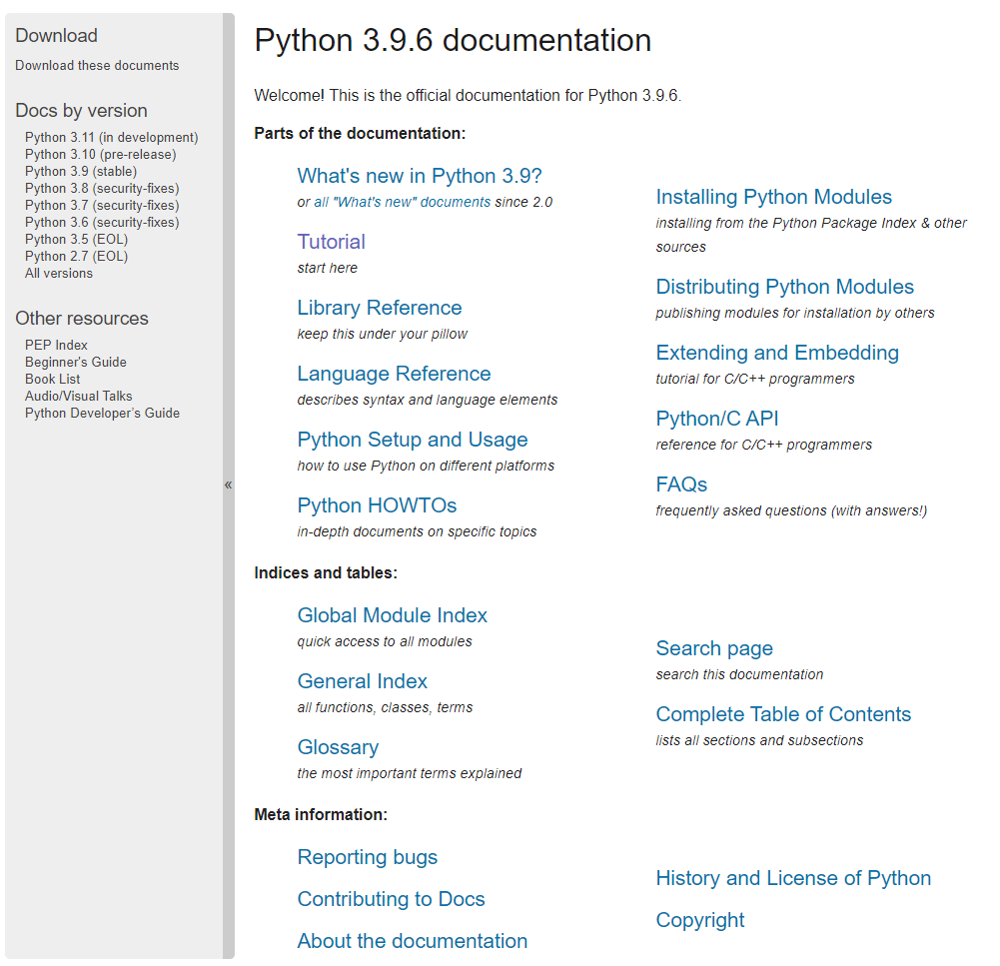 Download
Download these documents
Docs by version
Python 3.11 (in development)
Python 3.10 (pre-release)
Python 3.9 (stable)
Python 3.8 (security-fixes)
Python 3.7 (security-fixes)
Python 3.6 (security-fixes)
Python 3.5 (EOL)
Python 2.7 (EOL)
All versions
Other resources
PEP Index
Beginner's Guide
Book List
Audio/Visual Talks
Python Developer’s Guide
«
Python 3.9.6 documentation
Welcome! This is the official documentation for Python 3.9.6.
Parts of the documentation:
What's new in Python 3.9?
or all "What's new" documents since 2.0
Tutorial
start here
Library Reference
keep this under your pillow
Language Reference
describes syntax and language elements
Python Setup and Usage
how to use Python on different platforms
Python HOWTOs
in-depth documents on specific topics
Installing Python Modules
installing from the Python Package Index & other
sources
Distributing Python Modules
publishing modules for installation by others
Extending and Embedding
tutorial for C/C++ programmers
Python/C API
reference for C/C++ programmers
FAQs
frequently asked questions (with answers!)
Indices and tables:
Global Module Index
quick access to all modules
General Index
all functions, classes, terms
Glossary
the most important terms explained
Search page
search this documentation
Complete Table of Contents
lists all sections and subsections
Meta information:
Reporting bugs
Contributing to Docs
About the documentation
History and License of Python
Copyright